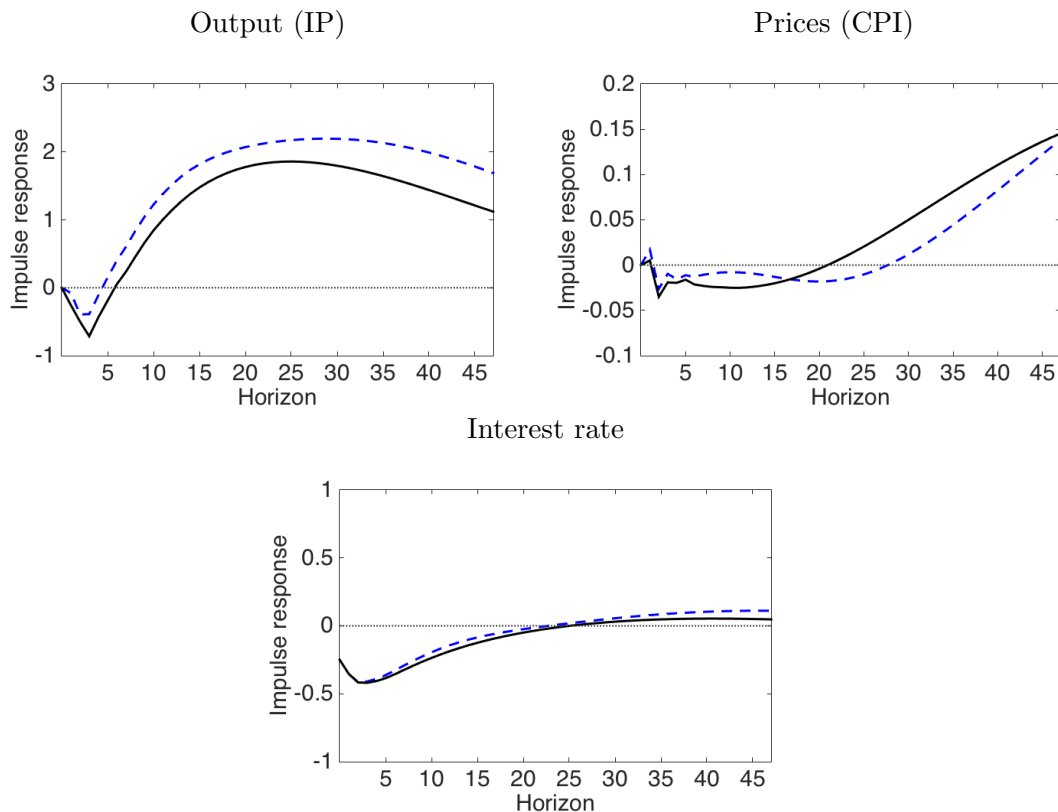 Output (IP)
Impulse response
3
2
1
0
-1
5 10 15 20 25 30 35 40 45
Horizon
Prices (CPI)
Impulse response
0.2
0.15
0.1
0.05
0
-0.05
-0.1
5 10 15 20 25 30 35 40 45
Horizon
Interest rate
Impulse response
1
0.5
0
-0.5
-1
5 10 15 20 25 30 35 40 45
Horizon